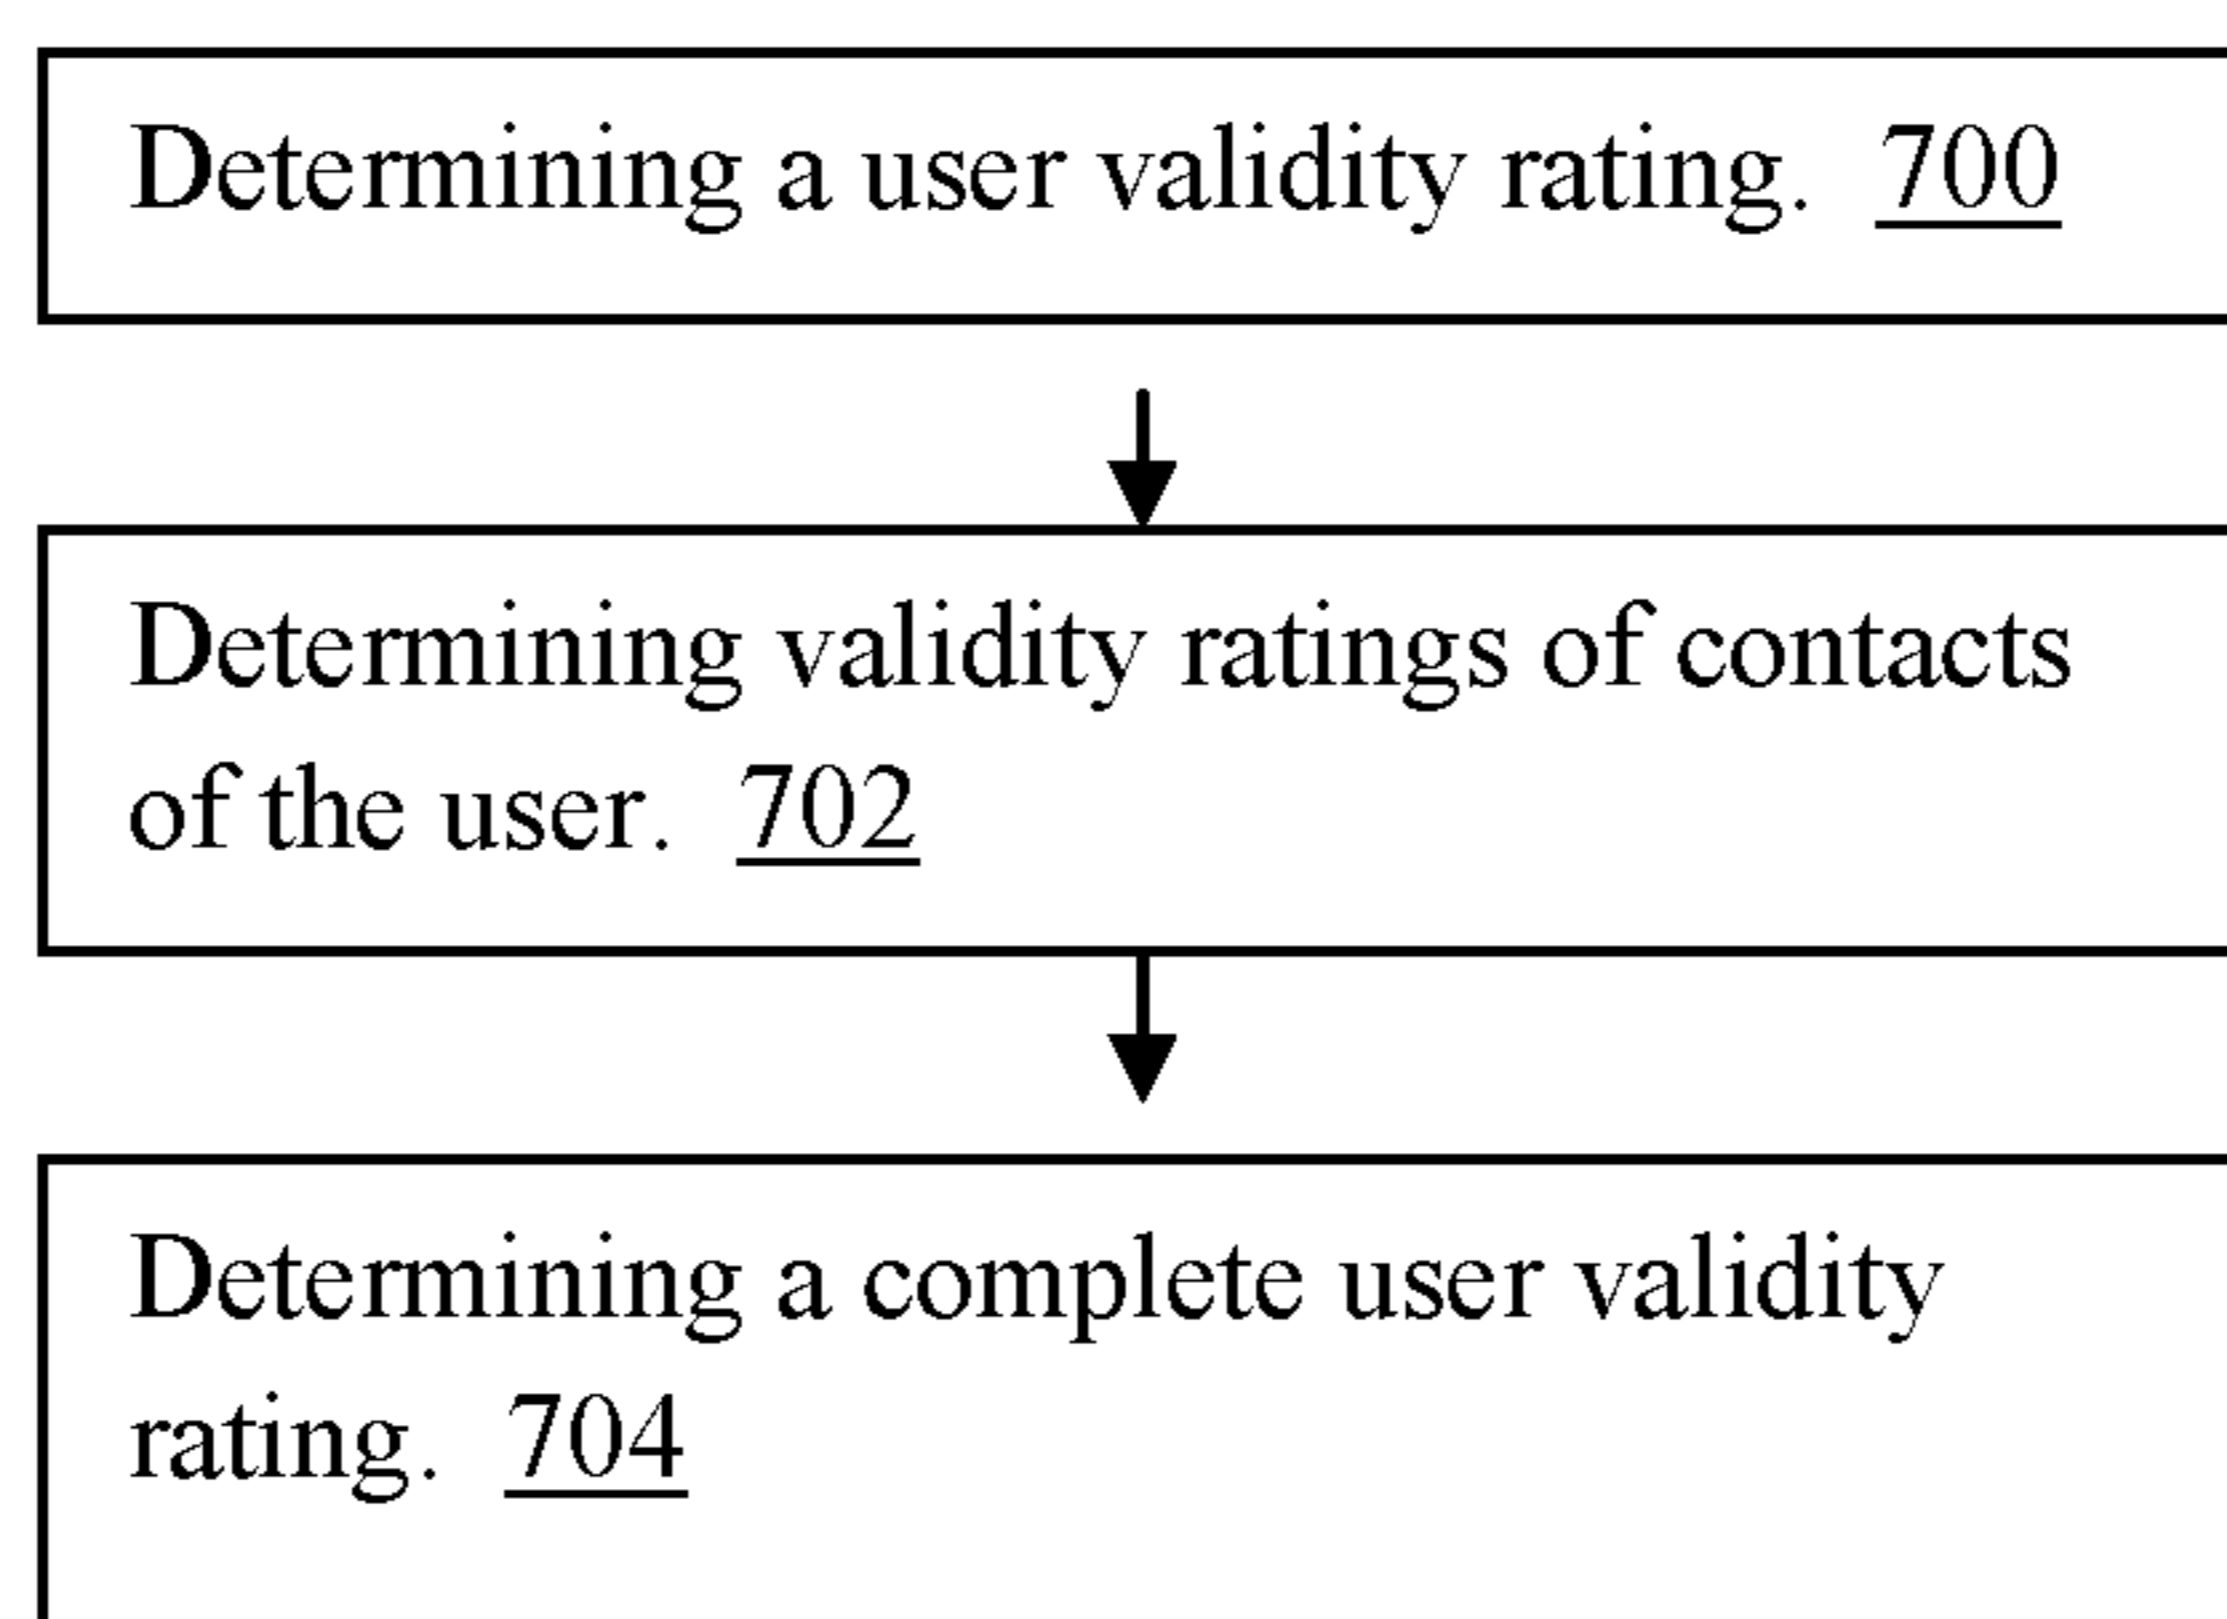 Determining a user validity rating. 700
Determining validity ratings of contacts
of the user. 702
Determining a complete user validity
rating. 704